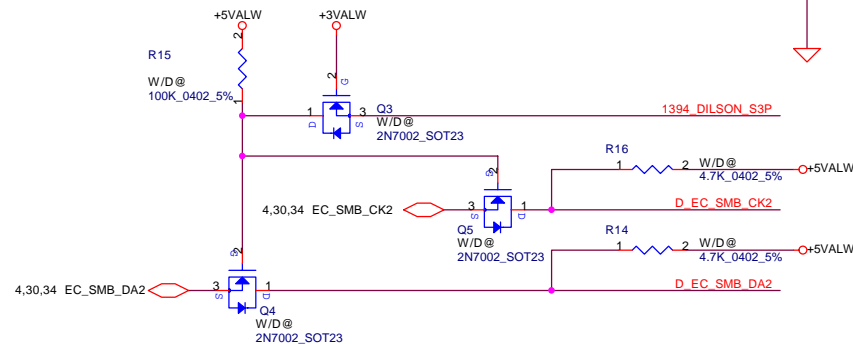 +5VALW
+3VALW
2
R15
W/D@
100K_0402_5%
1
2
G
1
D
3
S
Q3
W/D@
2N7002_SOT23
1394_DILSON_S3P
R16
1
2
W/D@
4.7K_0402_5%
+5VALW
2
G
4,30,34 EC_SMB_CK2
3
S
1
D
D_EC_SMB_CK2
Q5
W/D@
2N7002_SOT23
R14
1
2
W/D@
4.7K_0402_5%
+5VALW
2
G
4,30,34 EC_SMB_DA2
3
S
1
D
D_EC_SMB_DA2
Q4
W/D@
2N7002_SOT23